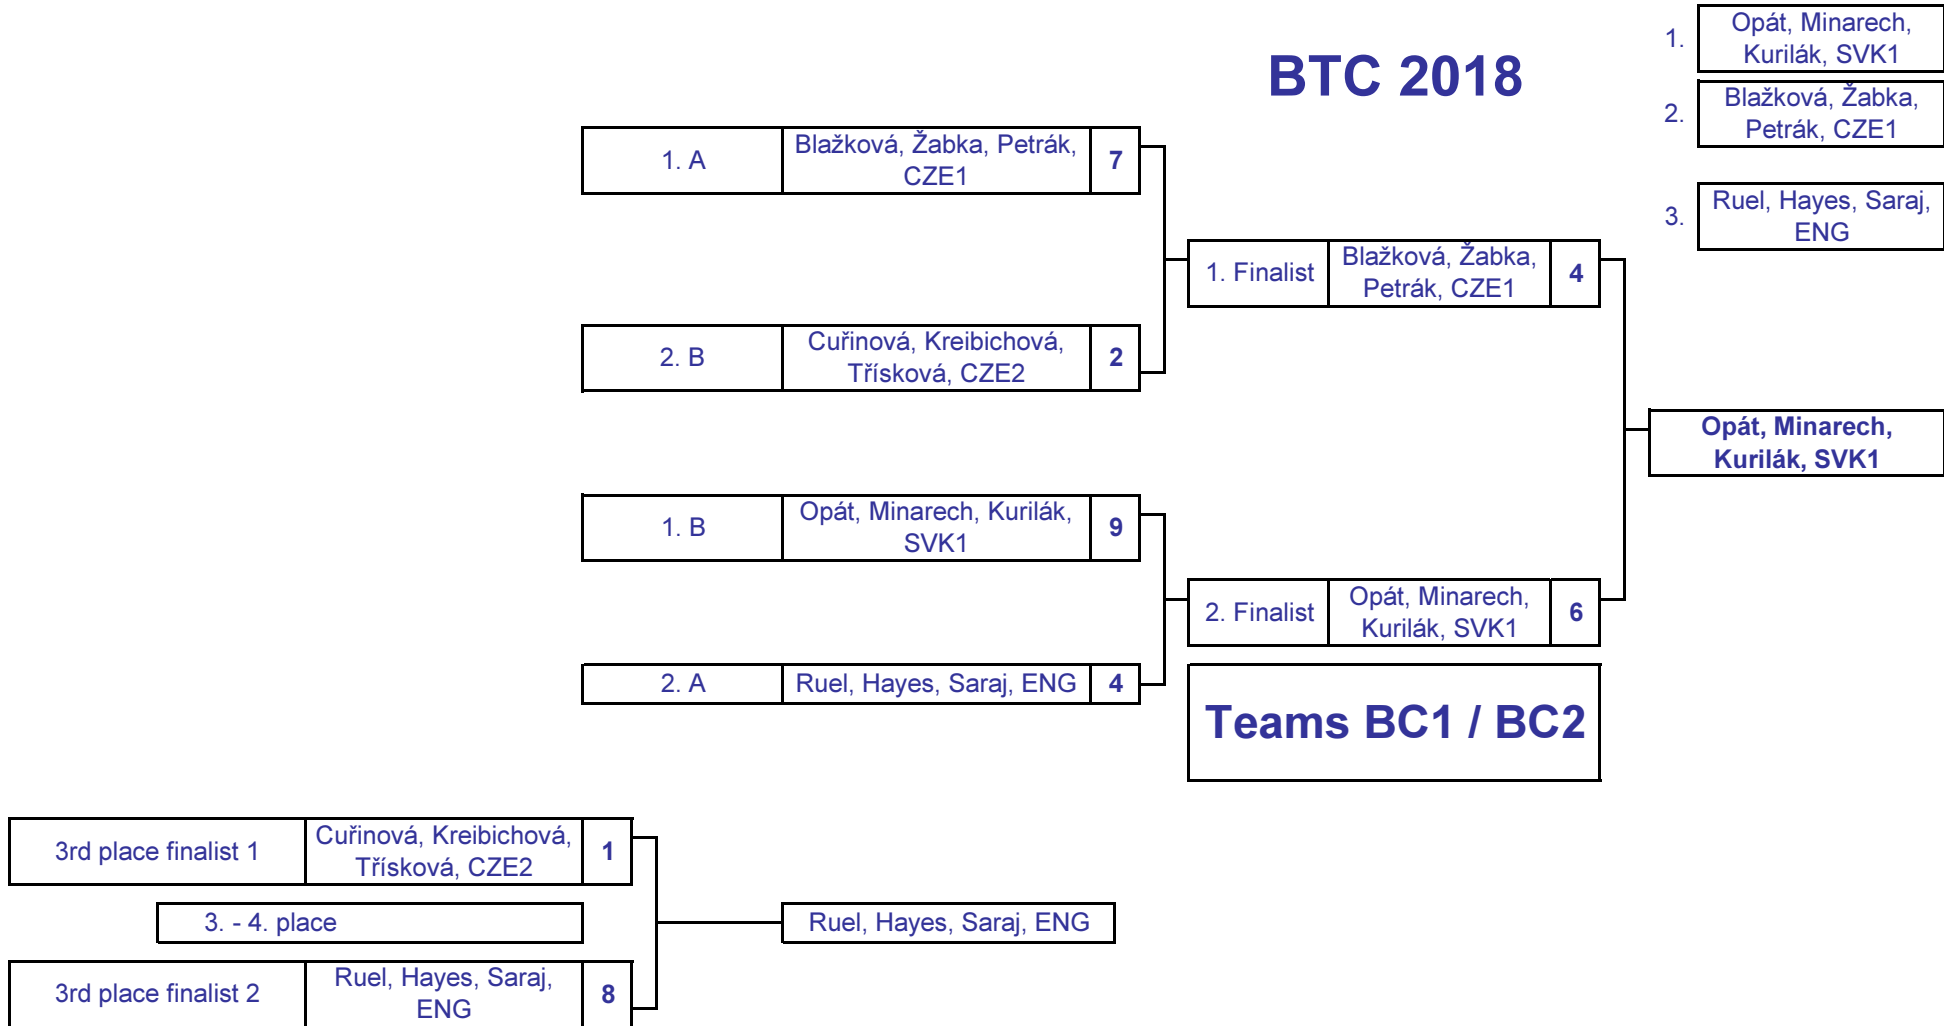 BTC 2018
1.
Opát, Minarech,
Kurilák, SVK1
2.
Blažková, Žabka,
Petrák, CZE1
3.
Ruel, Hayes, Saraj,
ENG
1. A
Blažková, Žabka, Petrák,
CZE1
7
2. B
Cuřinová, Kreibichová,
Třísková, CZE2
2
1. Finalist
Blažková, Žabka,
Petrák, CZE1
4
Opát, Minarech,
Kurilák, SVK1
1. B
Opát, Minarech, Kurilák,
SVK1
9
2. A
Ruel, Hayes, Saraj, ENG
4
2. Finalist
Opát, Minarech,
Kurilák, SVK1
6
Teams BC1 / BC2
3rd place finalist 1
Cuřinová, Kreibichová,
Třísková, CZE2
1
3. - 4. place
Ruel, Hayes, Saraj, ENG
3rd place finalist 2
Ruel, Hayes, Saraj,
ENG
8